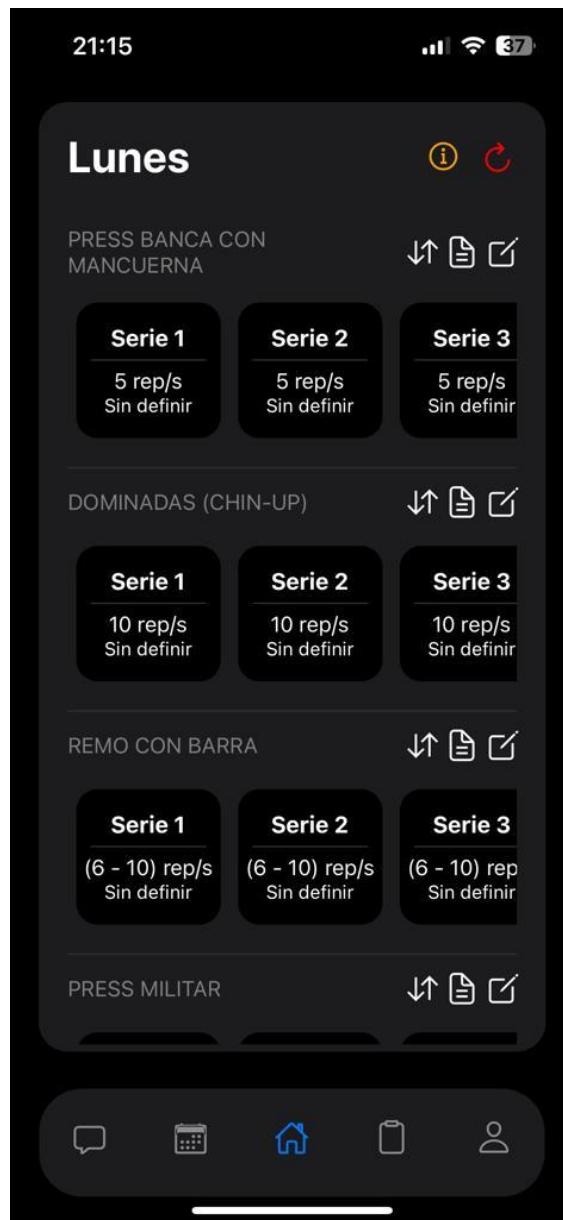 21:15
37
Lunes
PRESS BANCA CON
MANCUERNA
Serie 1 Serie 2 Serie 3
5 rep/s 5 rep/s 5 rep/s
Sin definir Sin definir Sin definir
DOMINADAS (CHIN-UP)
Serie 1 Serie 2 Serie 3
10 rep/s 10 rep/s 10 rep/s
Sin definir Sin definir Sin definir
REMO CON BARRA
Serie 1 Serie 2 Serie 3
(6 - 10) rep/s (6 - 10) rep/s (6 - 10) rep
Sin definir Sin definir Sin definir
PRESS MILITAR